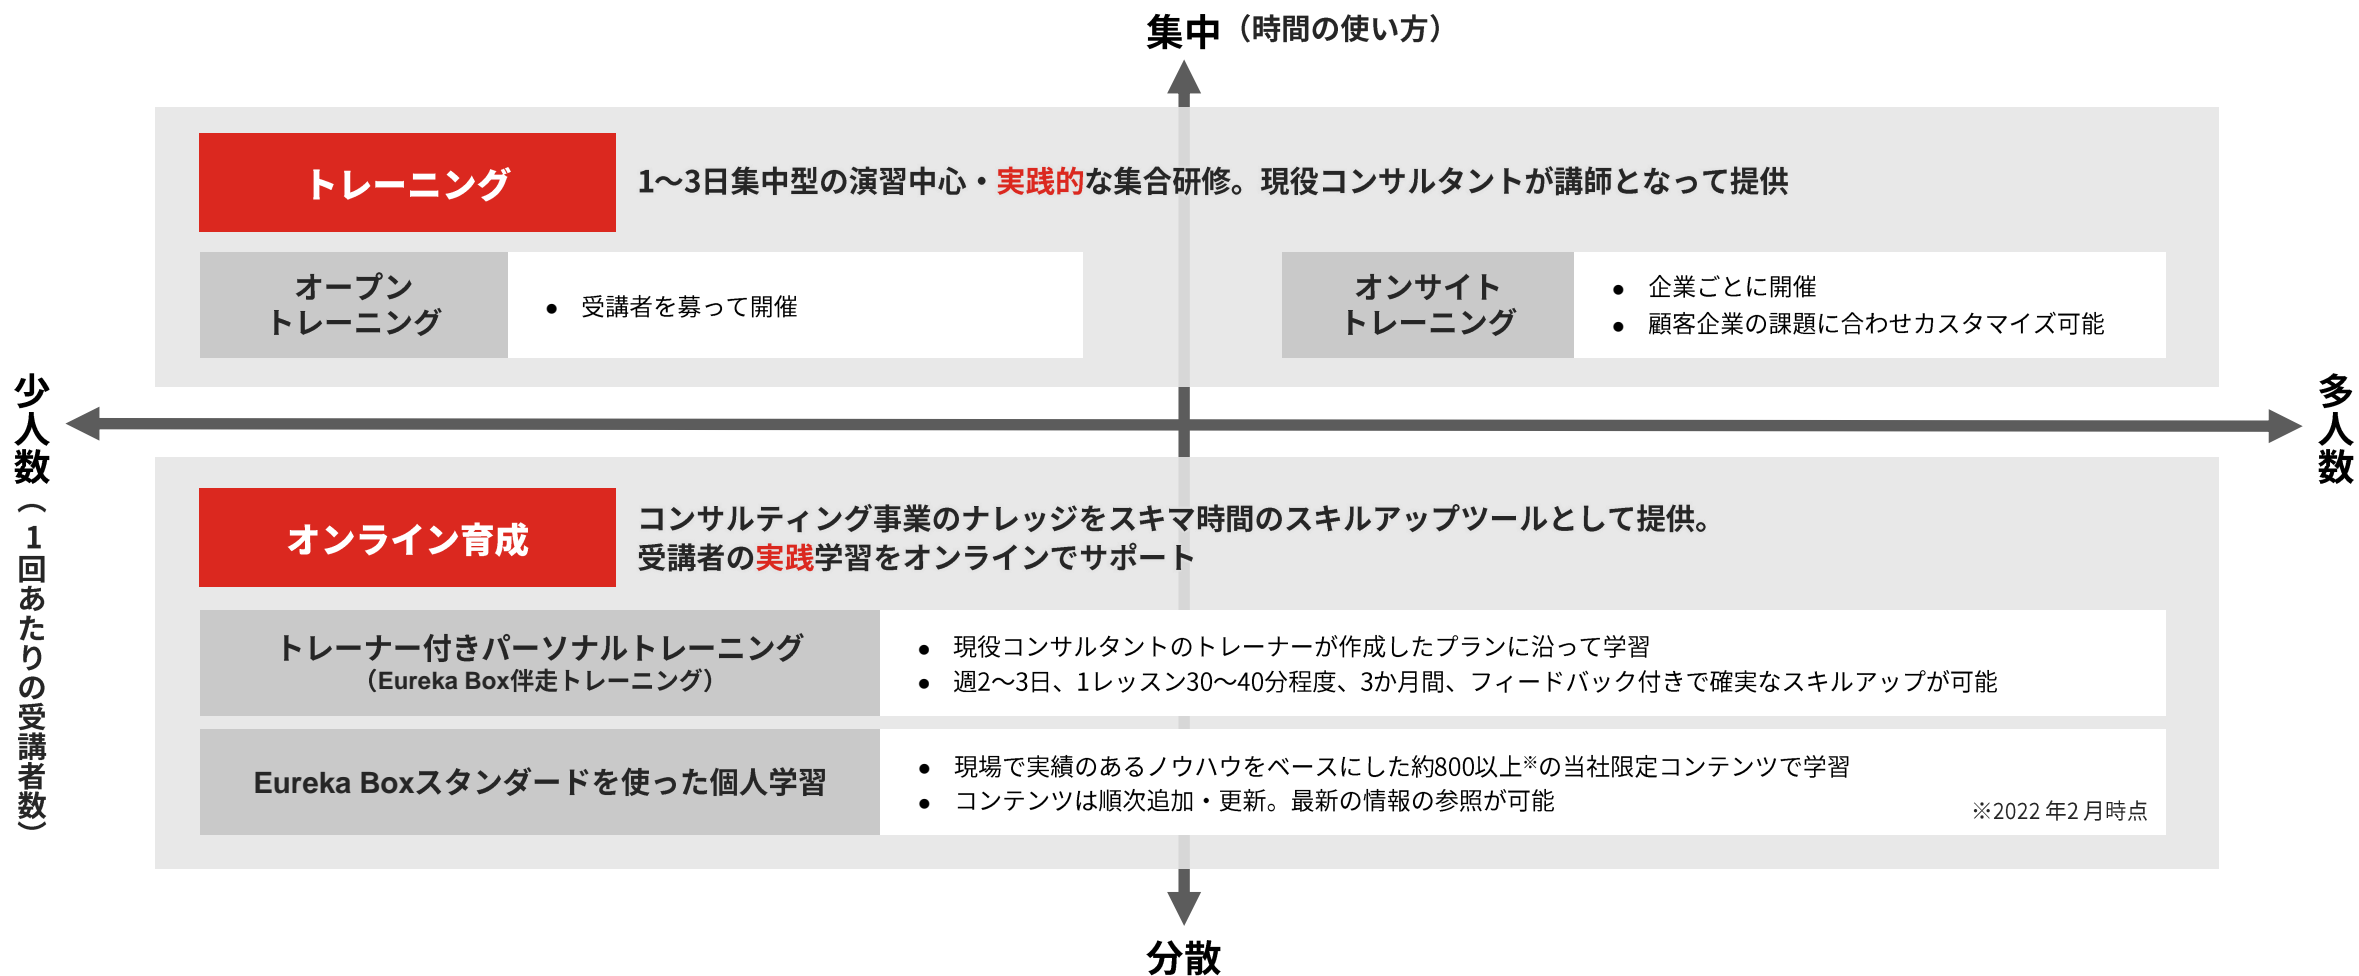 集中（時間の使い方）
トレーニング
1〜3日集中型の演習中心・実践的な集合研修。現役コンサルタントが講師となって提供
オープン
トレーニング
● 受講者を募って開催
オンサイト
トレーニング
● 企業ごとに開催
● 顧客企業の課題に合わせカスタマイズ可能
少人数（1回あたりの受講者数）
多人数
オンライン育成
コンサルティング事業のナレッジをスキマ時間のスキルアップツールとして提供。
受講者の実践学習をオンラインでサポート
トレーナー付きパーソナルトレーニング
（Eureka Box伴走トレーニング）
● 現役コンサルタントのトレーナーが作成したプランに沿って学習
● 週2〜3日、1レッスン30〜40分程度、3か月間、フィードバック付きで確実なスキルアップが可能
Eureka Boxスタンダードを使った個人学習
● 現場で実績のあるノウハウをベースにした約800以上※の当社限定コンテンツで学習
● コンテンツは順次追加・更新。最新の情報の参照が可能
※2022 年2 月時点
分散